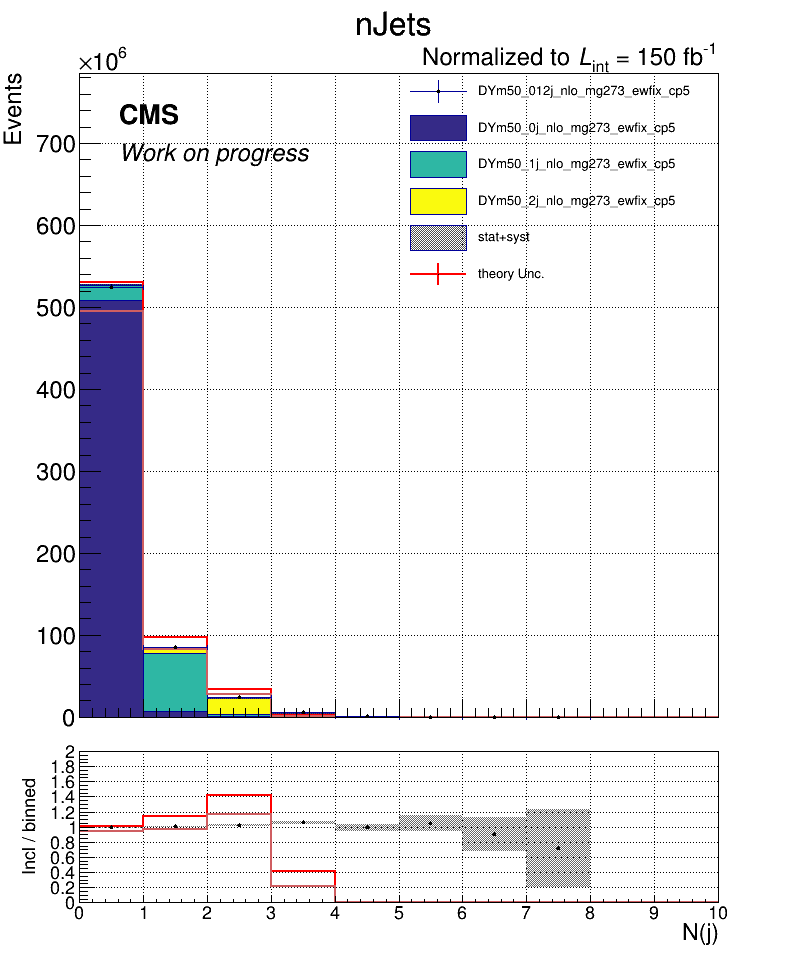 nJets
×10⁶
Normalized to L_int = 150 fb⁻¹
Events
CMS
Work on progress
DYm50_012j_nlo_mg273_ewfix_cp5
DYm50_0j_nlo_mg273_ewfix_cp5
DYm50_1j_nlo_mg273_ewfix_cp5
DYm50_2j_nlo_mg273_ewfix_cp5
stat+syst
theory Unc.
700
600
500
400
300
200
100
0
Incl / binned
2
1.8
1.6
1.4
1.2
1
0.8
0.6
0.4
0.2
0
0 1 2 3 4 5 6 7 8 9 10
N(j)